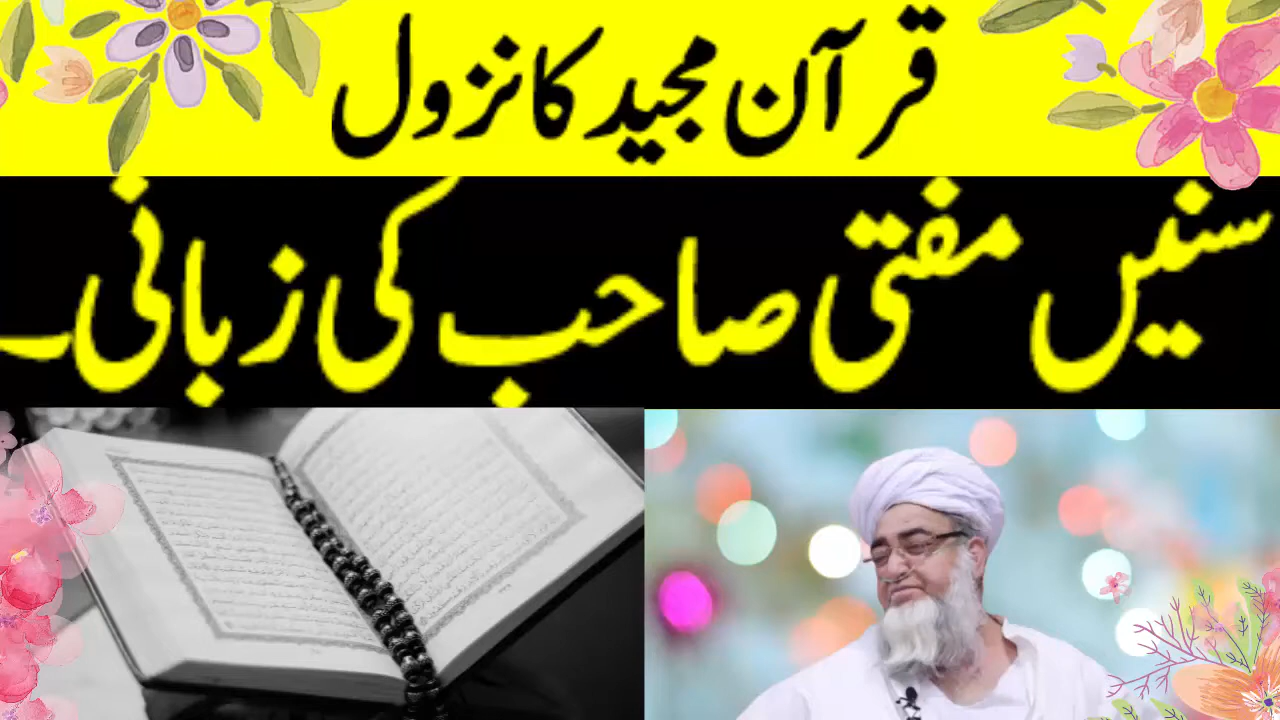 قرآن مجید کا نزول
سنیں مفتی صاحب کی زبانی۔